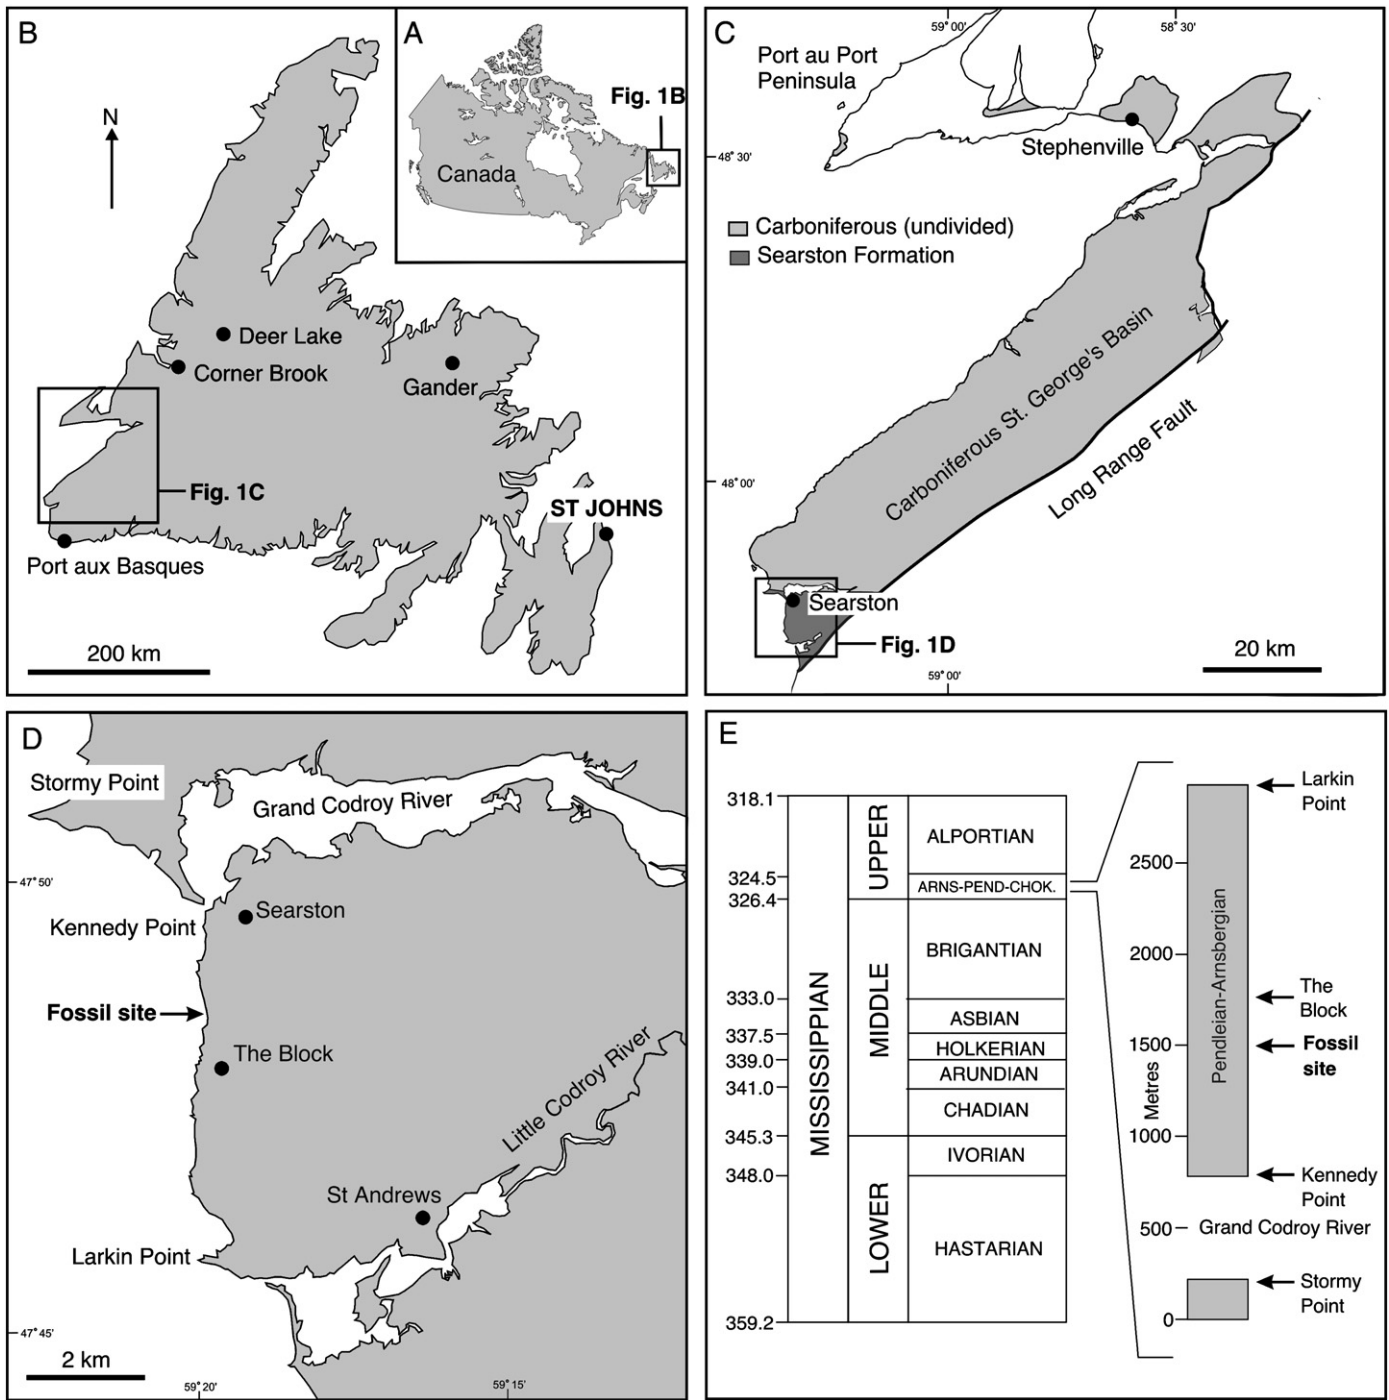 B
N
Deer Lake
Corner Brook
Gander
Fig. 1C
ST JOHNS
Port aux Basques
200 km
A
Fig. 1B
Canada
C
59° 00'
58° 30'
Port au Port
Peninsula
Stephenville
48° 30'
Carboniferous (undivided)
Searston Formation
Carboniferous St. George's Basin
Long Range Fault
48° 00'
Searston
Fig. 1D
20 km
59° 00'
D
Stormy Point
Grand Codroy River
47° 50'
Searston
Kennedy Point
Fossil site
The Block
Little Codroy River
St Andrews
Larkin Point
47° 45'
2 km
59° 20'
59° 15'
E
318.1
324.5
326.4
333.0
337.5
339.0
341.0
345.3
348.0
359.2
MISSISSIPPIAN
UPPER
MIDDLE
LOWER
ALPORTIAN
ARNS-PEND-CHOK.
BRIGANTIAN
ASBIAN
HOLKERIAN
ARUNDIAN
CHADIAN
IVORIAN
HASTARIAN
2500
2000
1500
1000
500
0
Metres
Pendleian-Arnsbergian
Larkin
Point
The
Block
Fossil
site
Kennedy
Point
Grand Codroy River
Stormy
Point